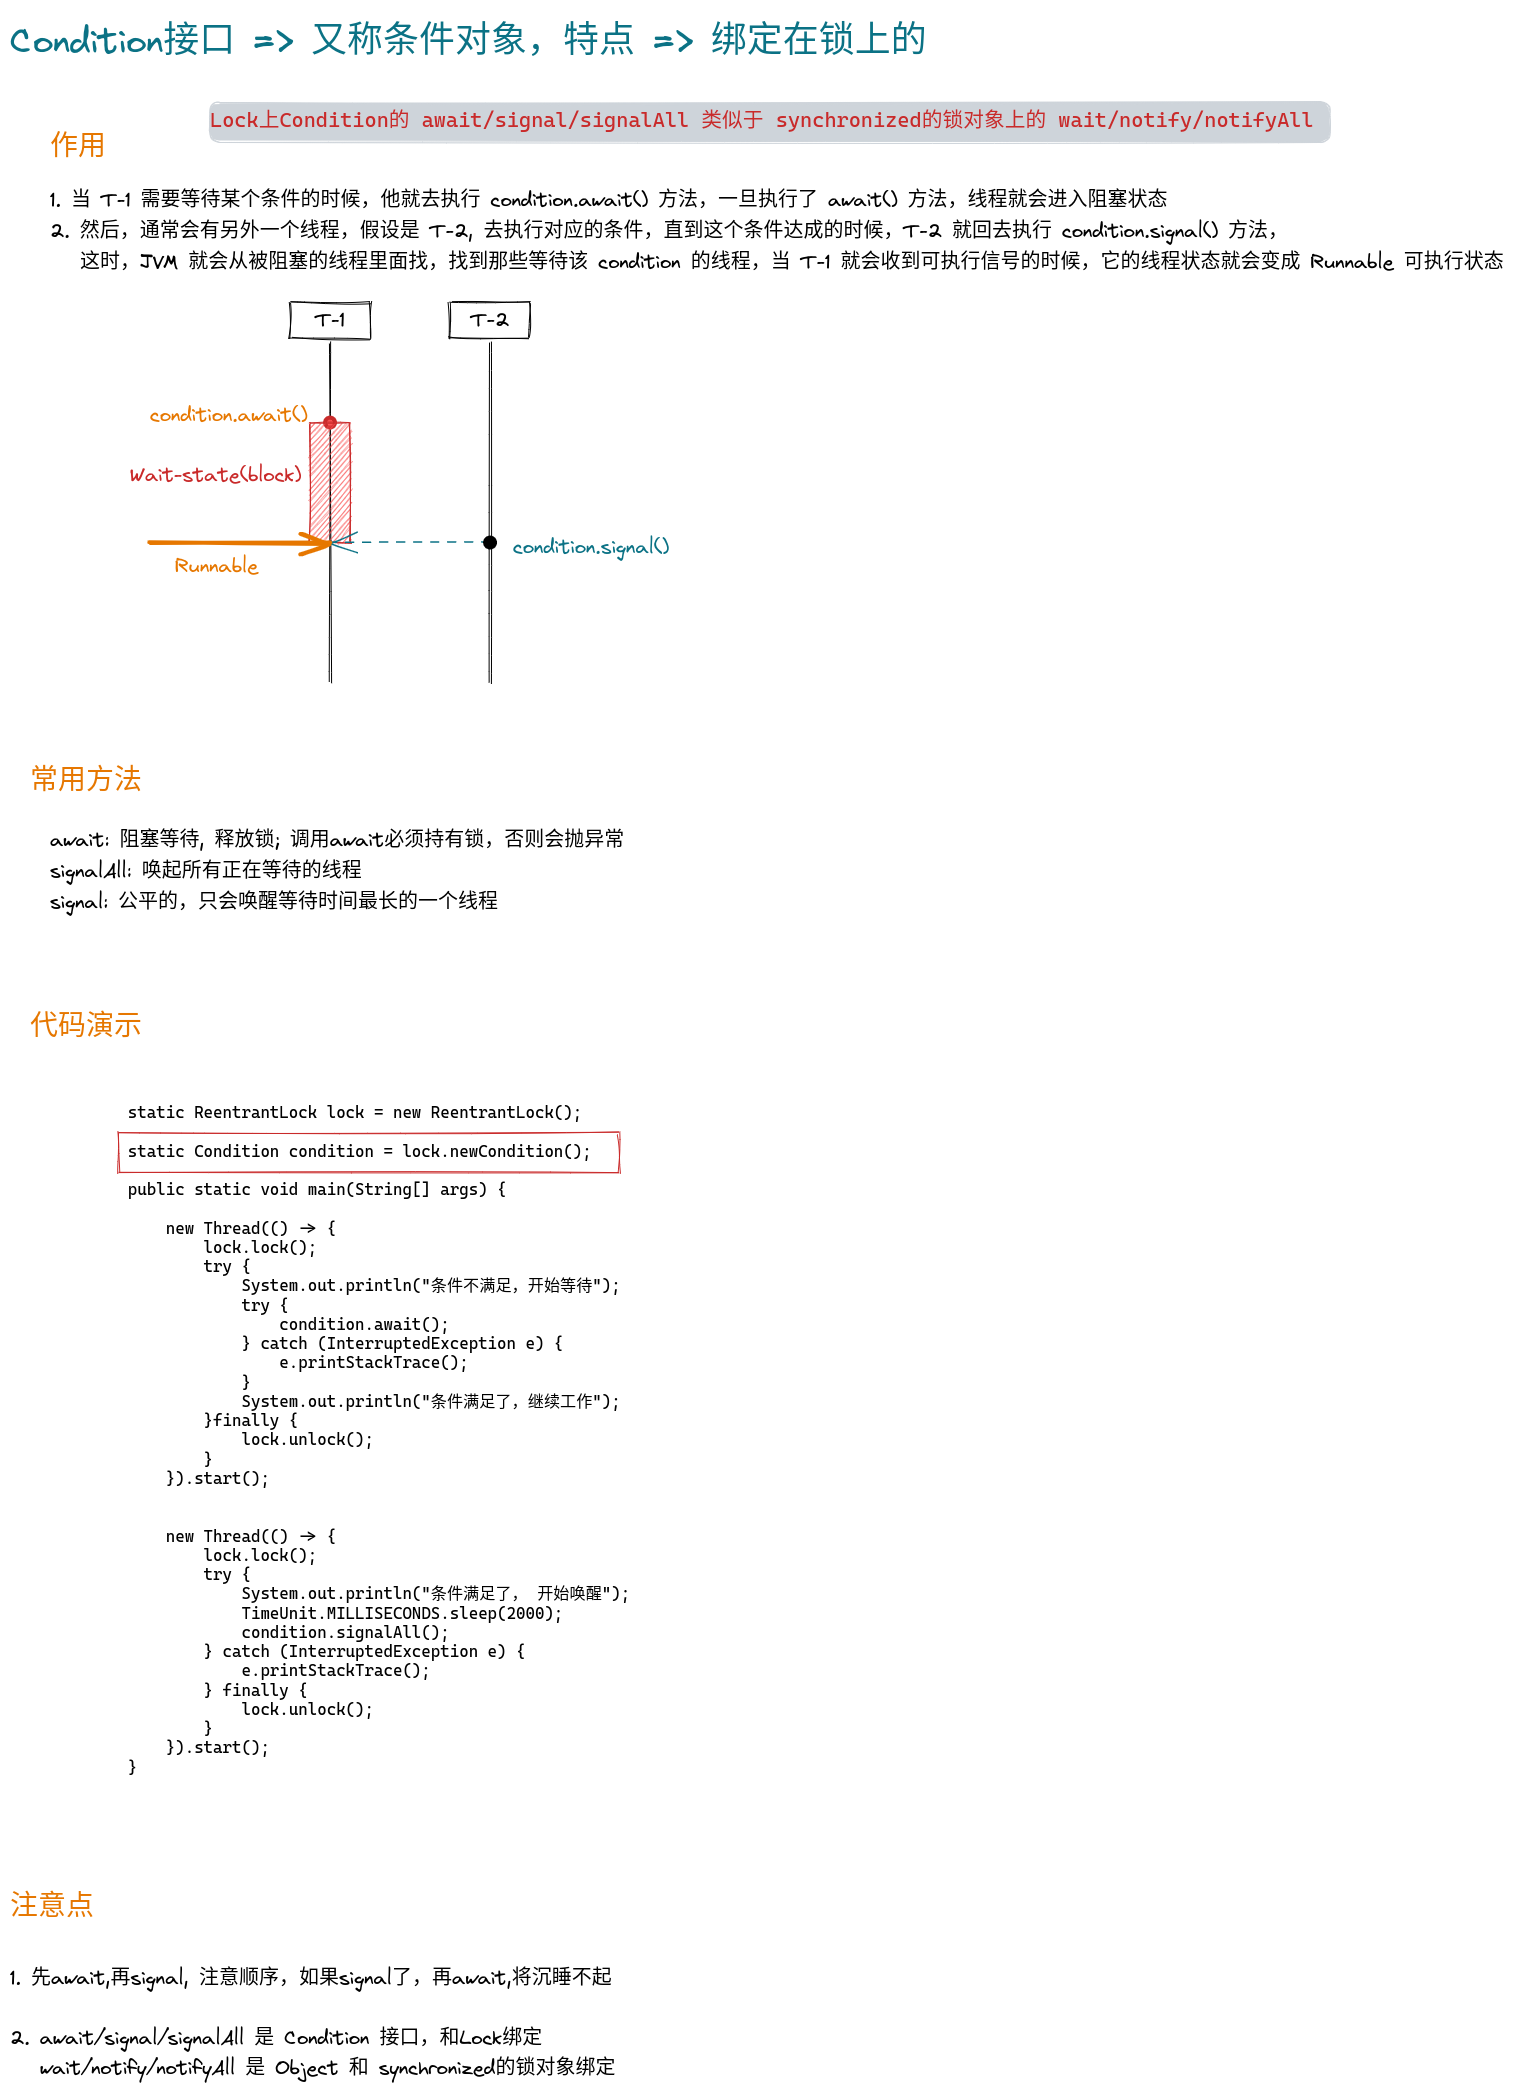 Condition接口 => 又称条件对象，特点 => 绑定在锁上的
Lock上Condition的 await/signal/signalAll 类似于 synchronized的锁对象上的 wait/notify/notifyAll
作用
1. 当 T-1 需要等待某个条件的时候，他就去执行 condition.await() 方法，一旦执行了 await() 方法，线程就会进入阻塞状态
2. 然后，通常会有另外一个线程，假设是 T-2, 去执行对应的条件，直到这个条件达成的时候，T-2 就回去执行 condition.signal() 方法，
这时，JVM 就会从被阻塞的线程里面找，找到那些等待该 condition 的线程，当 T-1 就会收到可执行信号的时候，它的线程状态就会变成 Runnable 可执行状态
T-1
T-2
condition.await()
Wait-state(block)
condition.signal()
Runnable
常用方法
await: 阻塞等待, 释放锁; 调用await必须持有锁，否则会抛异常
signalAll: 唤起所有正在等待的线程
signal: 公平的，只会唤醒等待时间最长的一个线程
代码演示
static ReentrantLock lock = new ReentrantLock();
static Condition condition = lock.newCondition();
public static void main(String[] args) {
    new Thread(() -> {
        lock.lock();
        try {
            System.out.println("条件不满足，开始等待");
            try {
                condition.await();
            } catch (InterruptedException e) {
                e.printStackTrace();
            }
            System.out.println("条件满足了，继续工作");
        }finally {
            lock.unlock();
        }
    }).start();
    new Thread(() -> {
        lock.lock();
        try {
            System.out.println("条件满足了， 开始唤醒");
            TimeUnit.MILLISECONDS.sleep(2000);
            condition.signalAll();
        } catch (InterruptedException e) {
            e.printStackTrace();
        } finally {
            lock.unlock();
        }
    }).start();
}
注意点
1. 先await,再signal, 注意顺序，如果signal了，再await,将沉睡不起
2. await/signal/signalAll 是 Condition 接口，和Lock绑定
wait/notify/notifyAll 是 Object 和 synchronized的锁对象绑定